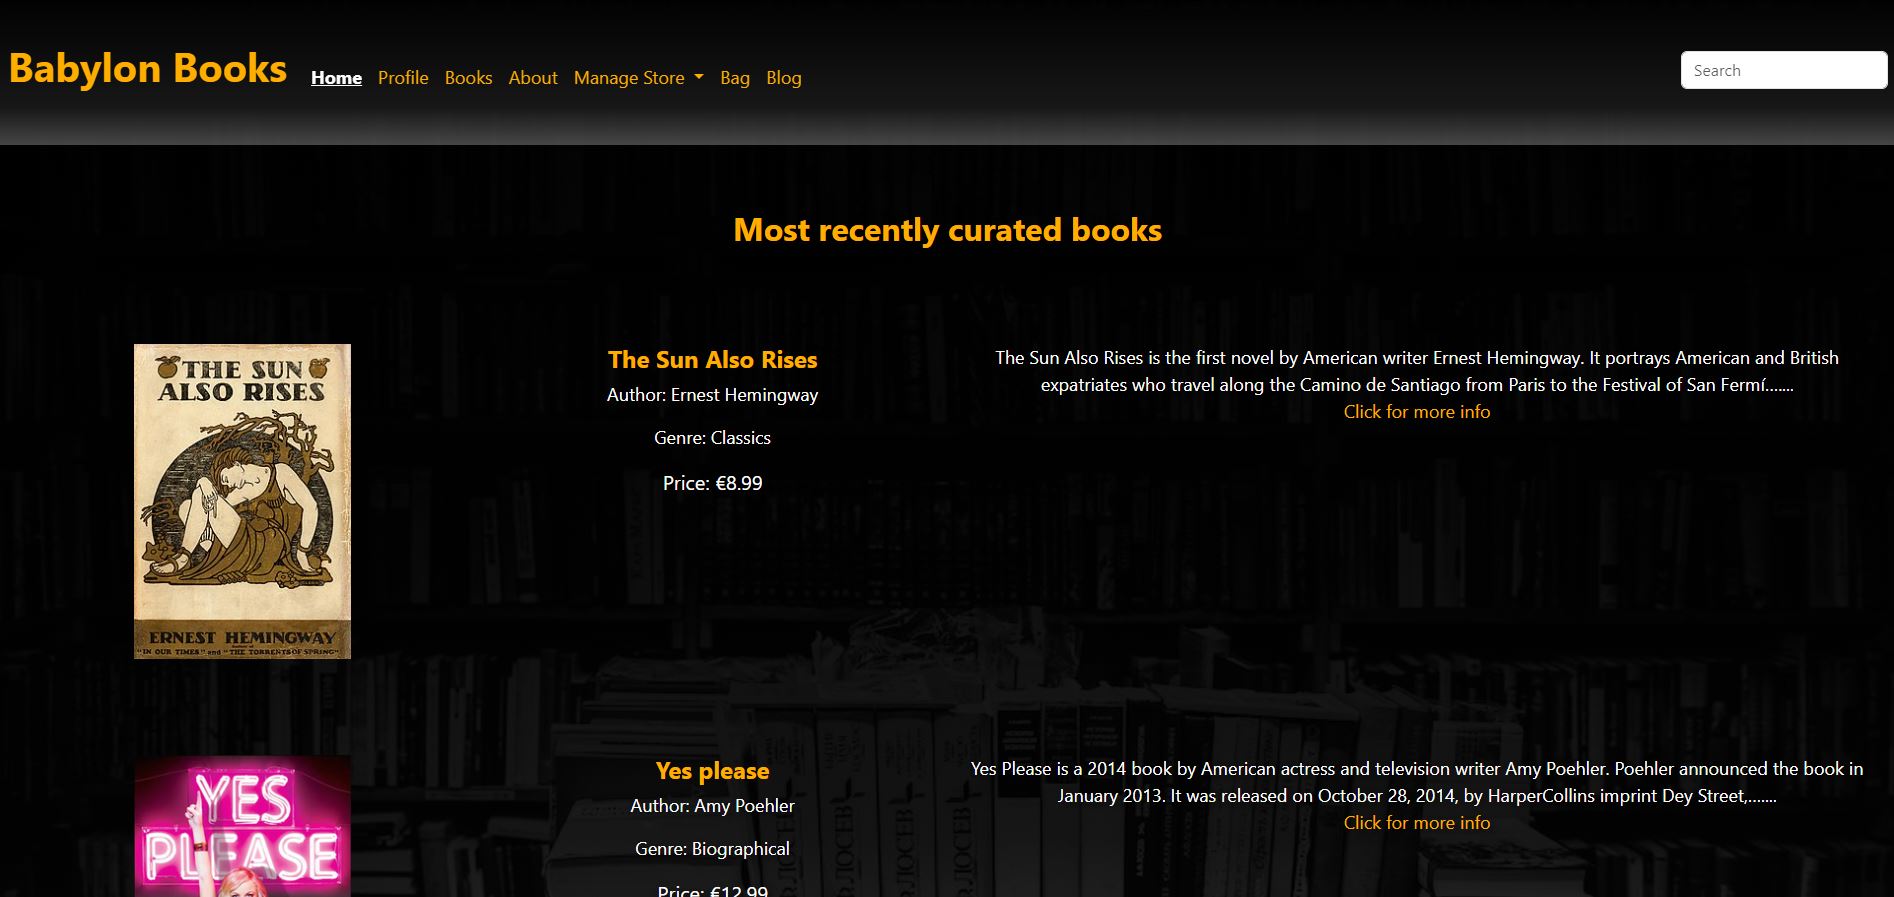 Babylon Books
Home Profile Books About Manage Store Bag Blog
Search
Most recently curated books
THE SUN
ALSO RISES
ERNEST HEMINGWAY
Author of
"IN OUR TIMES" and "THE TORRENTS OF SPRING"
The Sun Also Rises
Author: Ernest Hemingway
Genre: Classics
Price: €8.99
The Sun Also Rises is the first novel by American writer Ernest Hemingway. It portrays American and British
expatriates who travel along the Camino de Santiago from Paris to the Festival of San Fermí.......
Click for more info
YES
PLEASE
Yes please
Author: Amy Poehler
Genre: Biographical
Price: €12.99
Yes Please is a 2014 book by American actress and television writer Amy Poehler. Poehler announced the book in
January 2013. It was released on October 28, 2014, by HarperCollins imprint Dey Street,.......
Click for more info
ЛОСЕВ
ЛОСЕВ
ЛОСЕВ